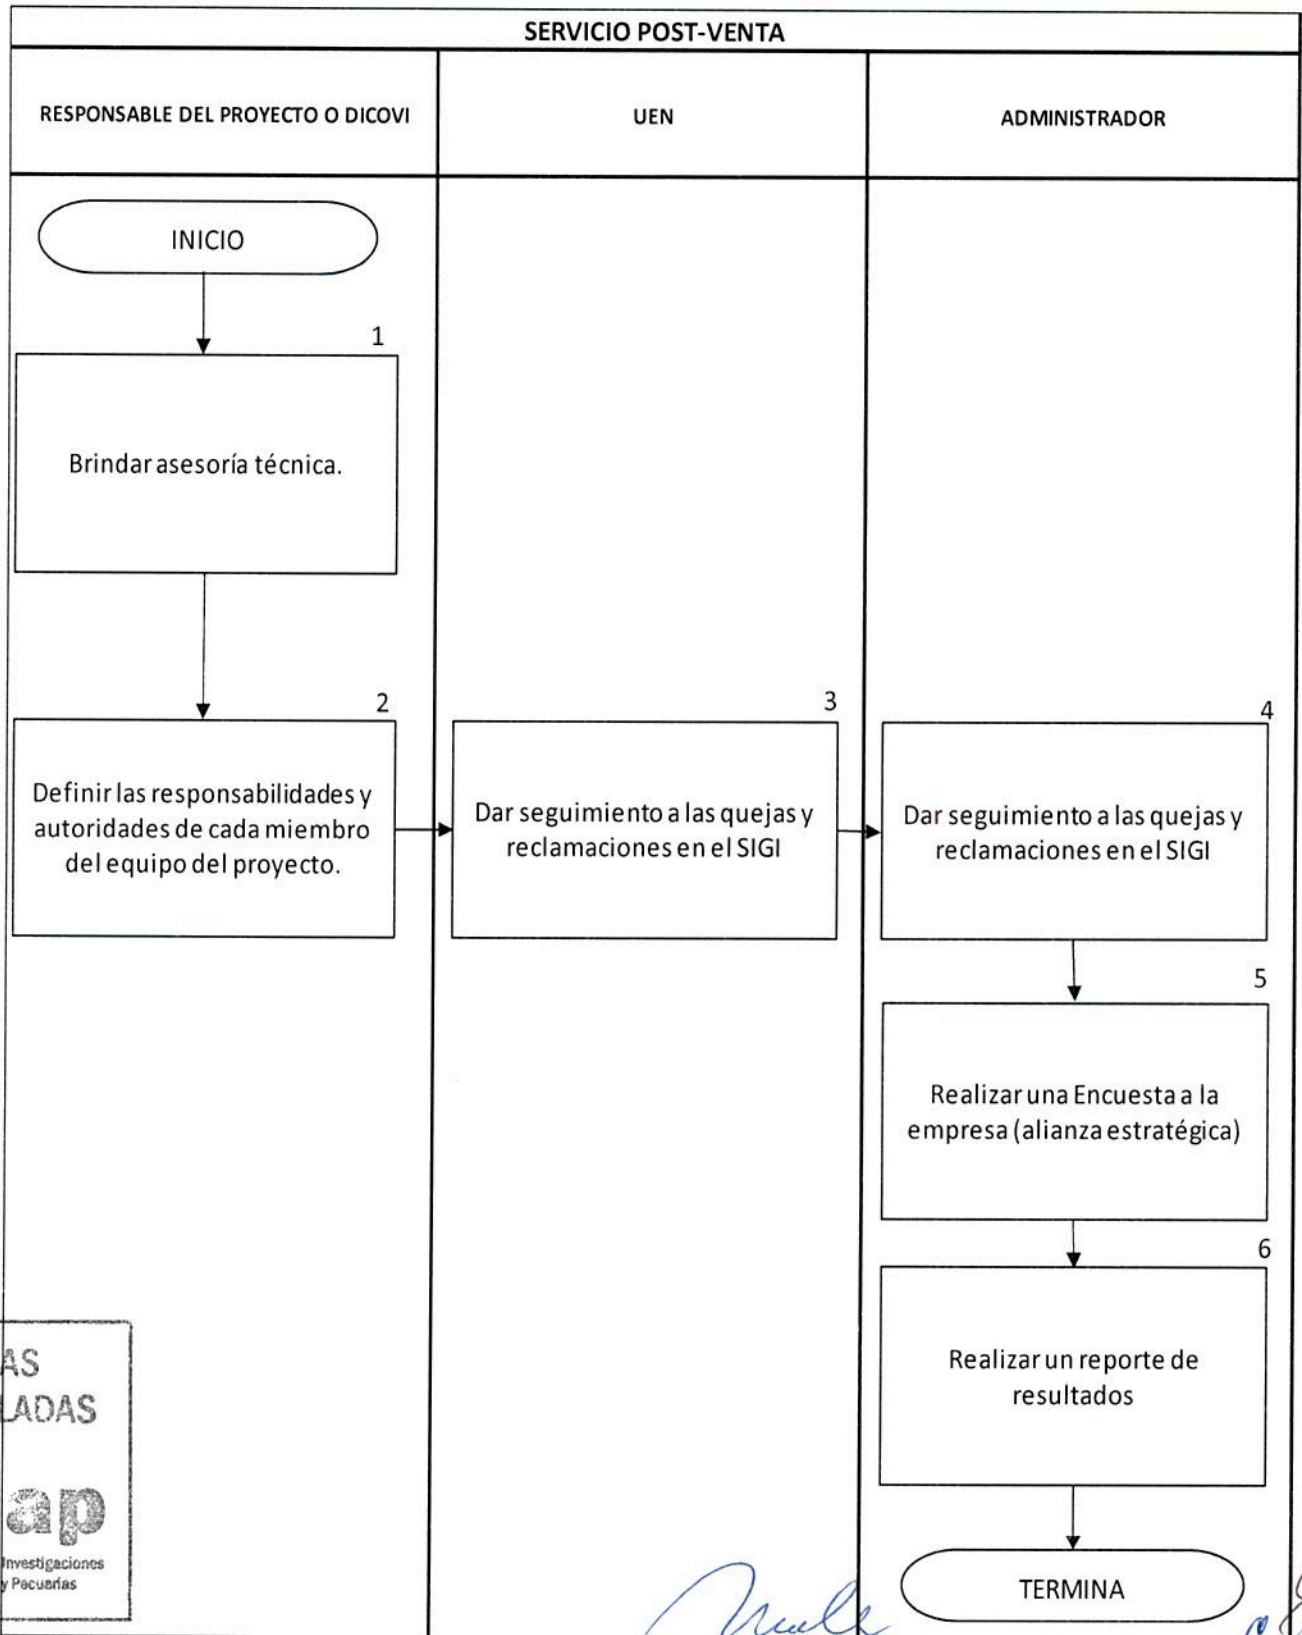 SERVICIO POST-VENTA
RESPONSABLE DEL PROYECTO O DICOVI
UEN
ADMINISTRADOR
INICIO
1
Brindar asesoría técnica.
2
Definir las responsabilidades y
autoridades de cada miembro
del equipo del proyecto.
3
Dar seguimiento a las quejas y
reclamaciones en el SIGI
4
Dar seguimiento a las quejas y
reclamaciones en el SIGI
5
Realizar una Encuesta a la
empresa (alianza estratégica)
6
Realizar un reporte de
resultados
TERMINA
AS
LADAS
ap
Investigaciones
y Pecuarias